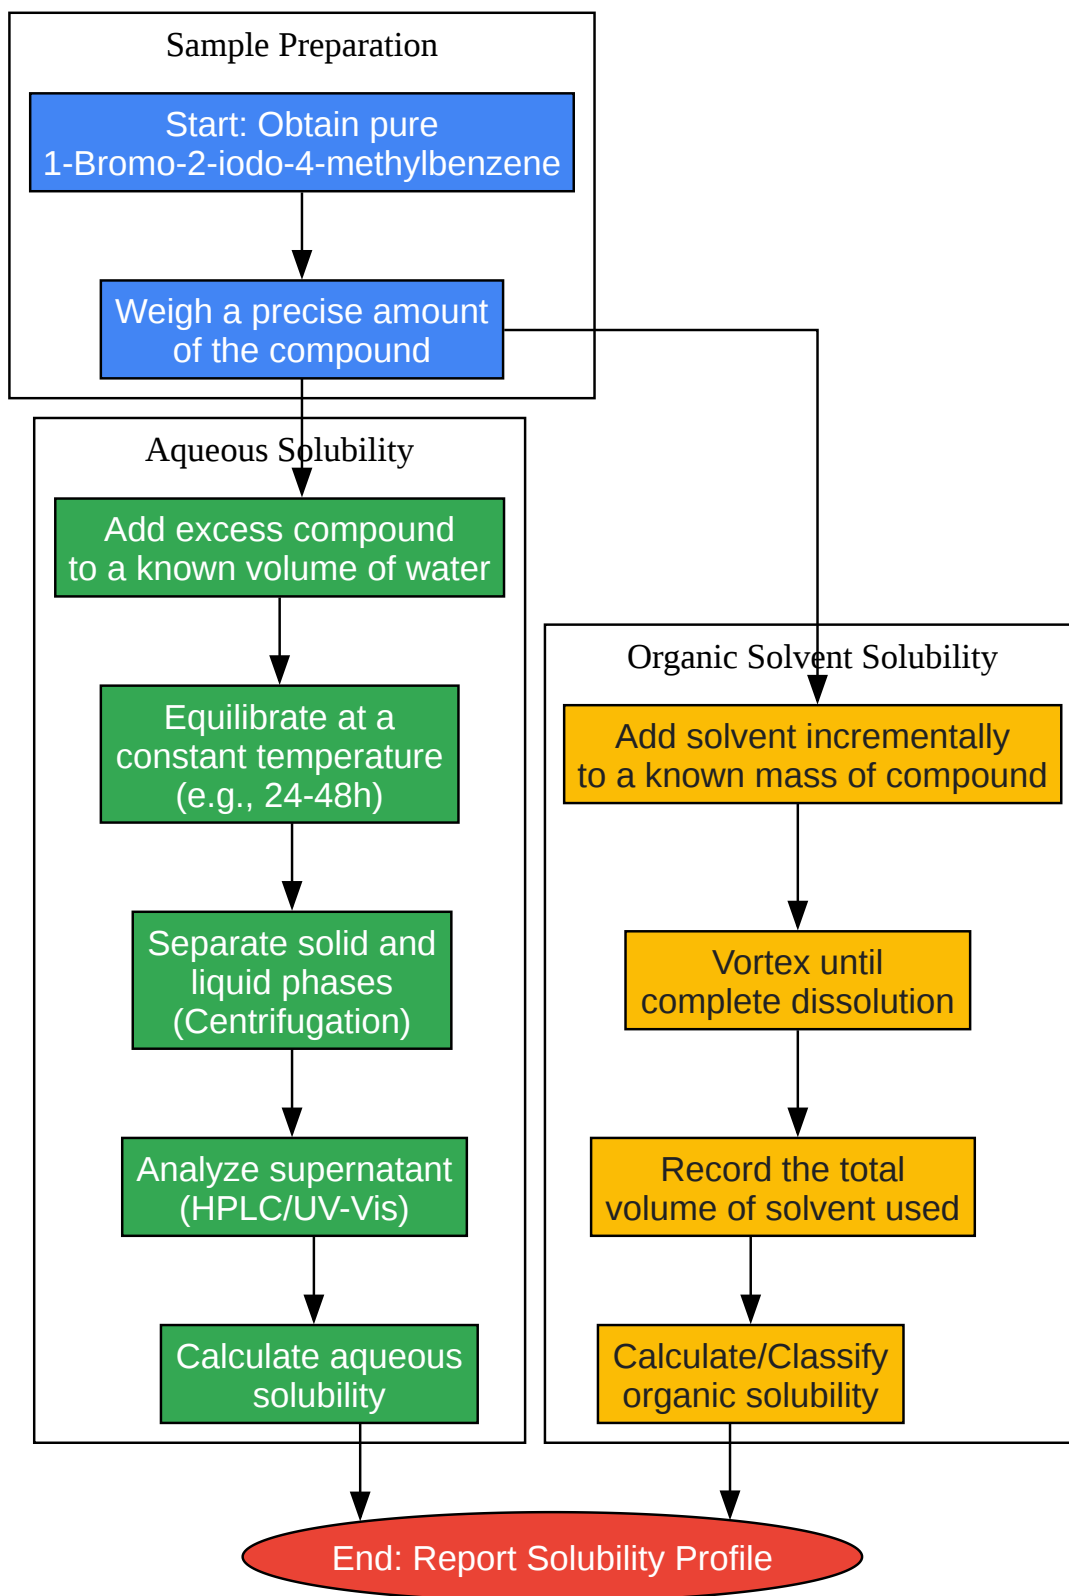 Sample Preparation
Start: Obtain pure
1-Bromo-2-iodo-4-methylbenzene
Weigh a precise amount
of the compound
Aqueous Solubility
Add excess compound
to a known volume of water
Equilibrate at a
constant temperature
(e.g., 24-48h)
Separate solid and
liquid phases
(Centrifugation)
Analyze supernatant
(HPLC/UV-Vis)
Calculate aqueous
solubility
Organic Solvent Solubility
Add solvent incrementally
to a known mass of compound
Vortex until
complete dissolution
Record the total
volume of solvent used
Calculate/Classify
organic solubility
End: Report Solubility Profile